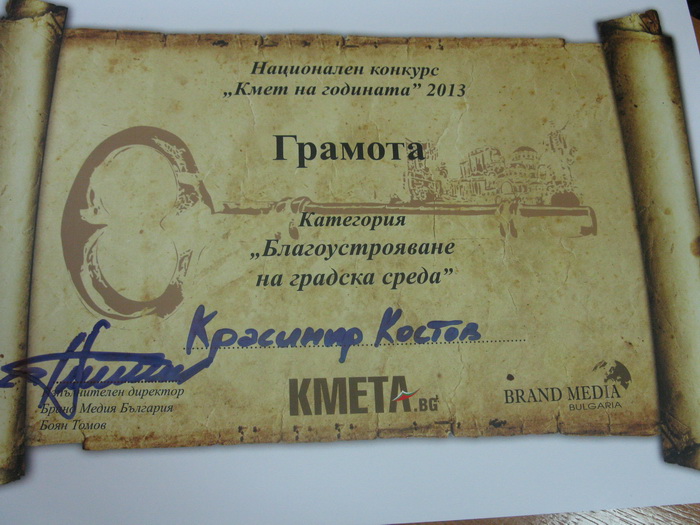 Национален конкурс
„Кмет на годината” 2013
Грамота
Категория
„Благоустрояване
на градска среда”
Красимир Костов
директор
КМЕТА.BG
BRAND MEDIA
BULGARIA
Бранд Медия България
Боян Томов